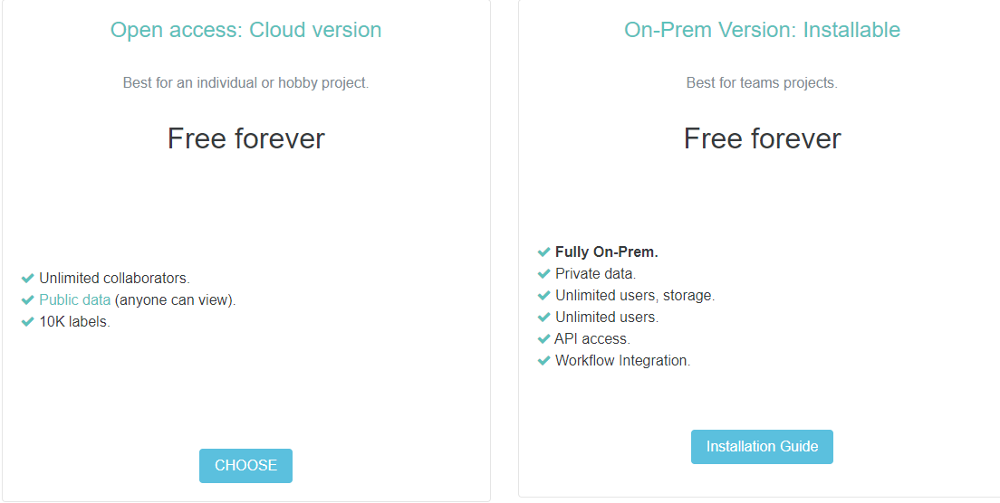 Open access: Cloud version
Best for an individual or hobby project.
Free forever
Unlimited collaborators.
Public data (anyone can view).
10K labels.
CHOOSE
On-Prem Version: Installable
Best for teams projects.
Free forever
Fully On-Prem.
Private data.
Unlimited users, storage.
Unlimited users.
API access.
Workflow Integration.
Installation Guide